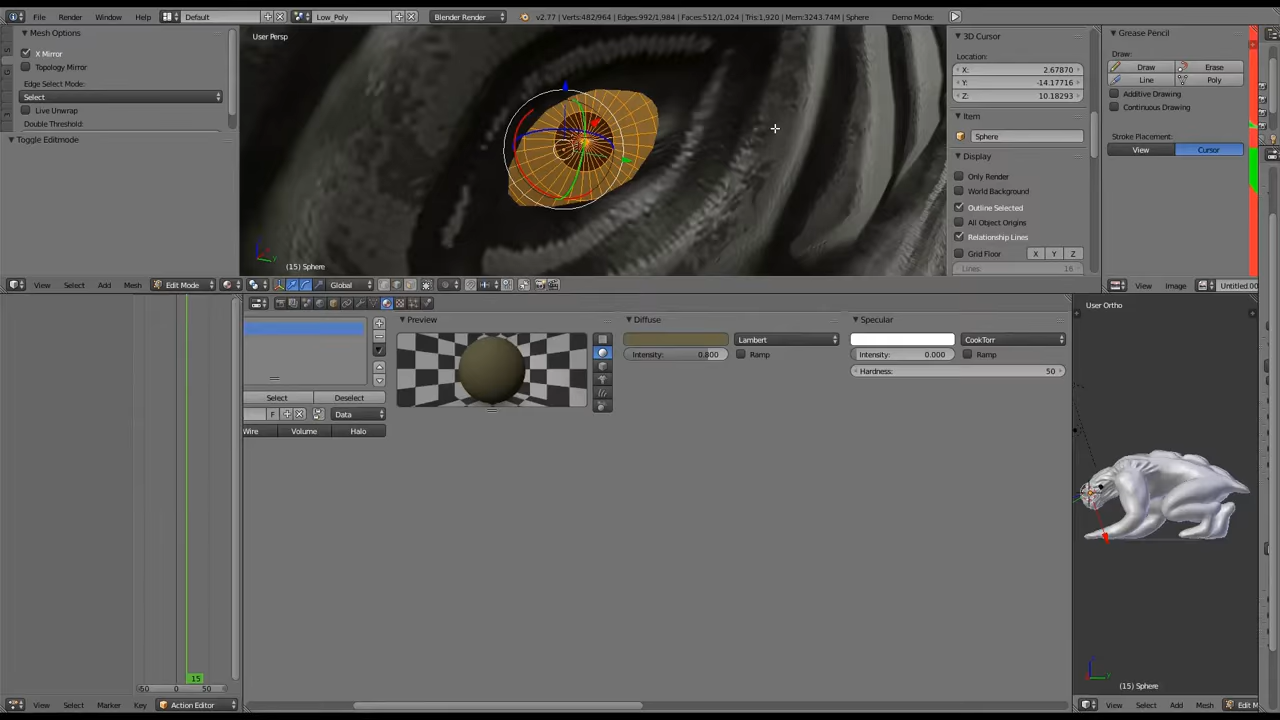 File Render Window Help Default Low_Poly Blender Render v2.77 | Verts:482/964 | Edges:992/1,984 | Faces:512/1,024 | Tris:1,920 | Mem:3243.74M | Sphere Demo Mode:
Mesh Options
X Mirror
Topology Mirror
Edge Select Mode:
Select
Live Unwrap
Double Threshold:
Toggle Editmode
User Persp
(15) Sphere
3D Cursor
Location:
X: 2.67870
Y: -14.17716
Z: 10.18293
Item
Sphere
Display
Only Render
World Background
Outline Selected
All Object Origins
Relationship Lines
Grid Floor X Y Z
Lines: 16
Grease Pencil
Draw:
Draw Erase
Line Poly
Additive Drawing
Continuous Drawing
Stroke Placement:
View Cursor
View Select Add Mesh Edit Mode Global
View Image Untitled.00
Select Deselect
F Data
Wire Volume Halo
Preview
Diffuse
Lambert
Intensity: 0.800 Ramp
Specular
CookTorr
Intensity: 0.000 Ramp
Hardness: 50
User Ortho
(15) Sphere
15
-50 0 50
View Select Marker Key Action Editor
View Select Add Mesh Edit M